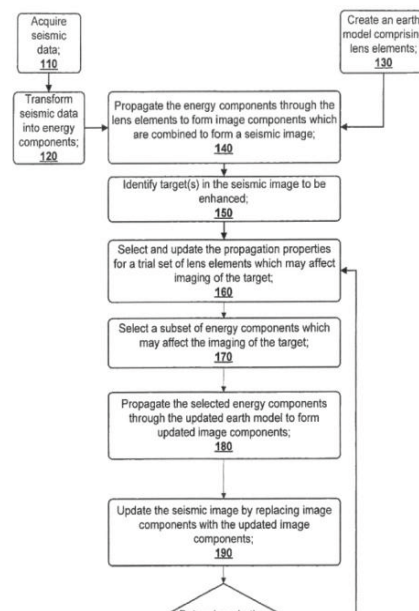 Acquire
seismic
data;
110
Create an earth
model comprisin
lens elements;
130
Transform
seismic data
into energy
components;
120
Propagate the energy components through the
lens elements to form image components which
are combined to form a seismic image;
140
Identify target(s) in the seismic image to be
enhanced;
150
Select and update the propagation properties
for a trial set of lens elements which may affect
imaging of the target;
160
Select a subset of energy components which
may affect the imaging of the target;
170
Propagate the selected energy components
through the updated earth model to form
updated image components;
180
Update the seismic image by replacing image
components with the updated image
components;
190